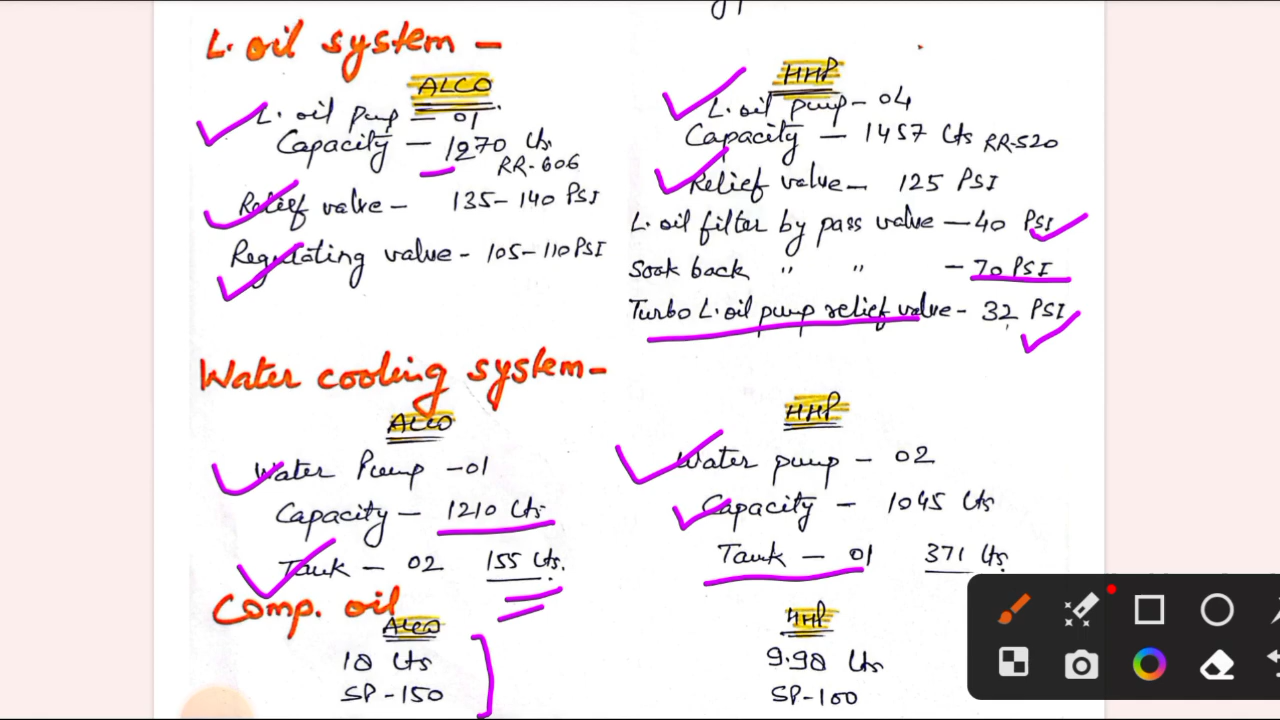 L. oil system -
ALCO
L. oil pump - 01
Capacity - 1270 Lts
RR-606
Relief valve - 135-140 PSI
Regulating valve - 105-110 PSI
HHP
L. oil pump - 04
Capacity - 1457 Lts RR-520
Relief valve - 125 PSI
L. oil filter by pass valve - 40 PSI
Soak back " " - 70 PSI
Turbo L. oil pump relief valve - 32 PSI
Water cooling system -
ALCO
Water Pump - 01
Capacity - 1210 Lts
Tank - 02 155 Lts.
HHP
Water pump - 02
Capacity - 1045 Lts
Tank - 01 371 Lts.
Comp. oil
ALCO
18 Lts
SP-150
HHP
9.98 Lts
SP-100